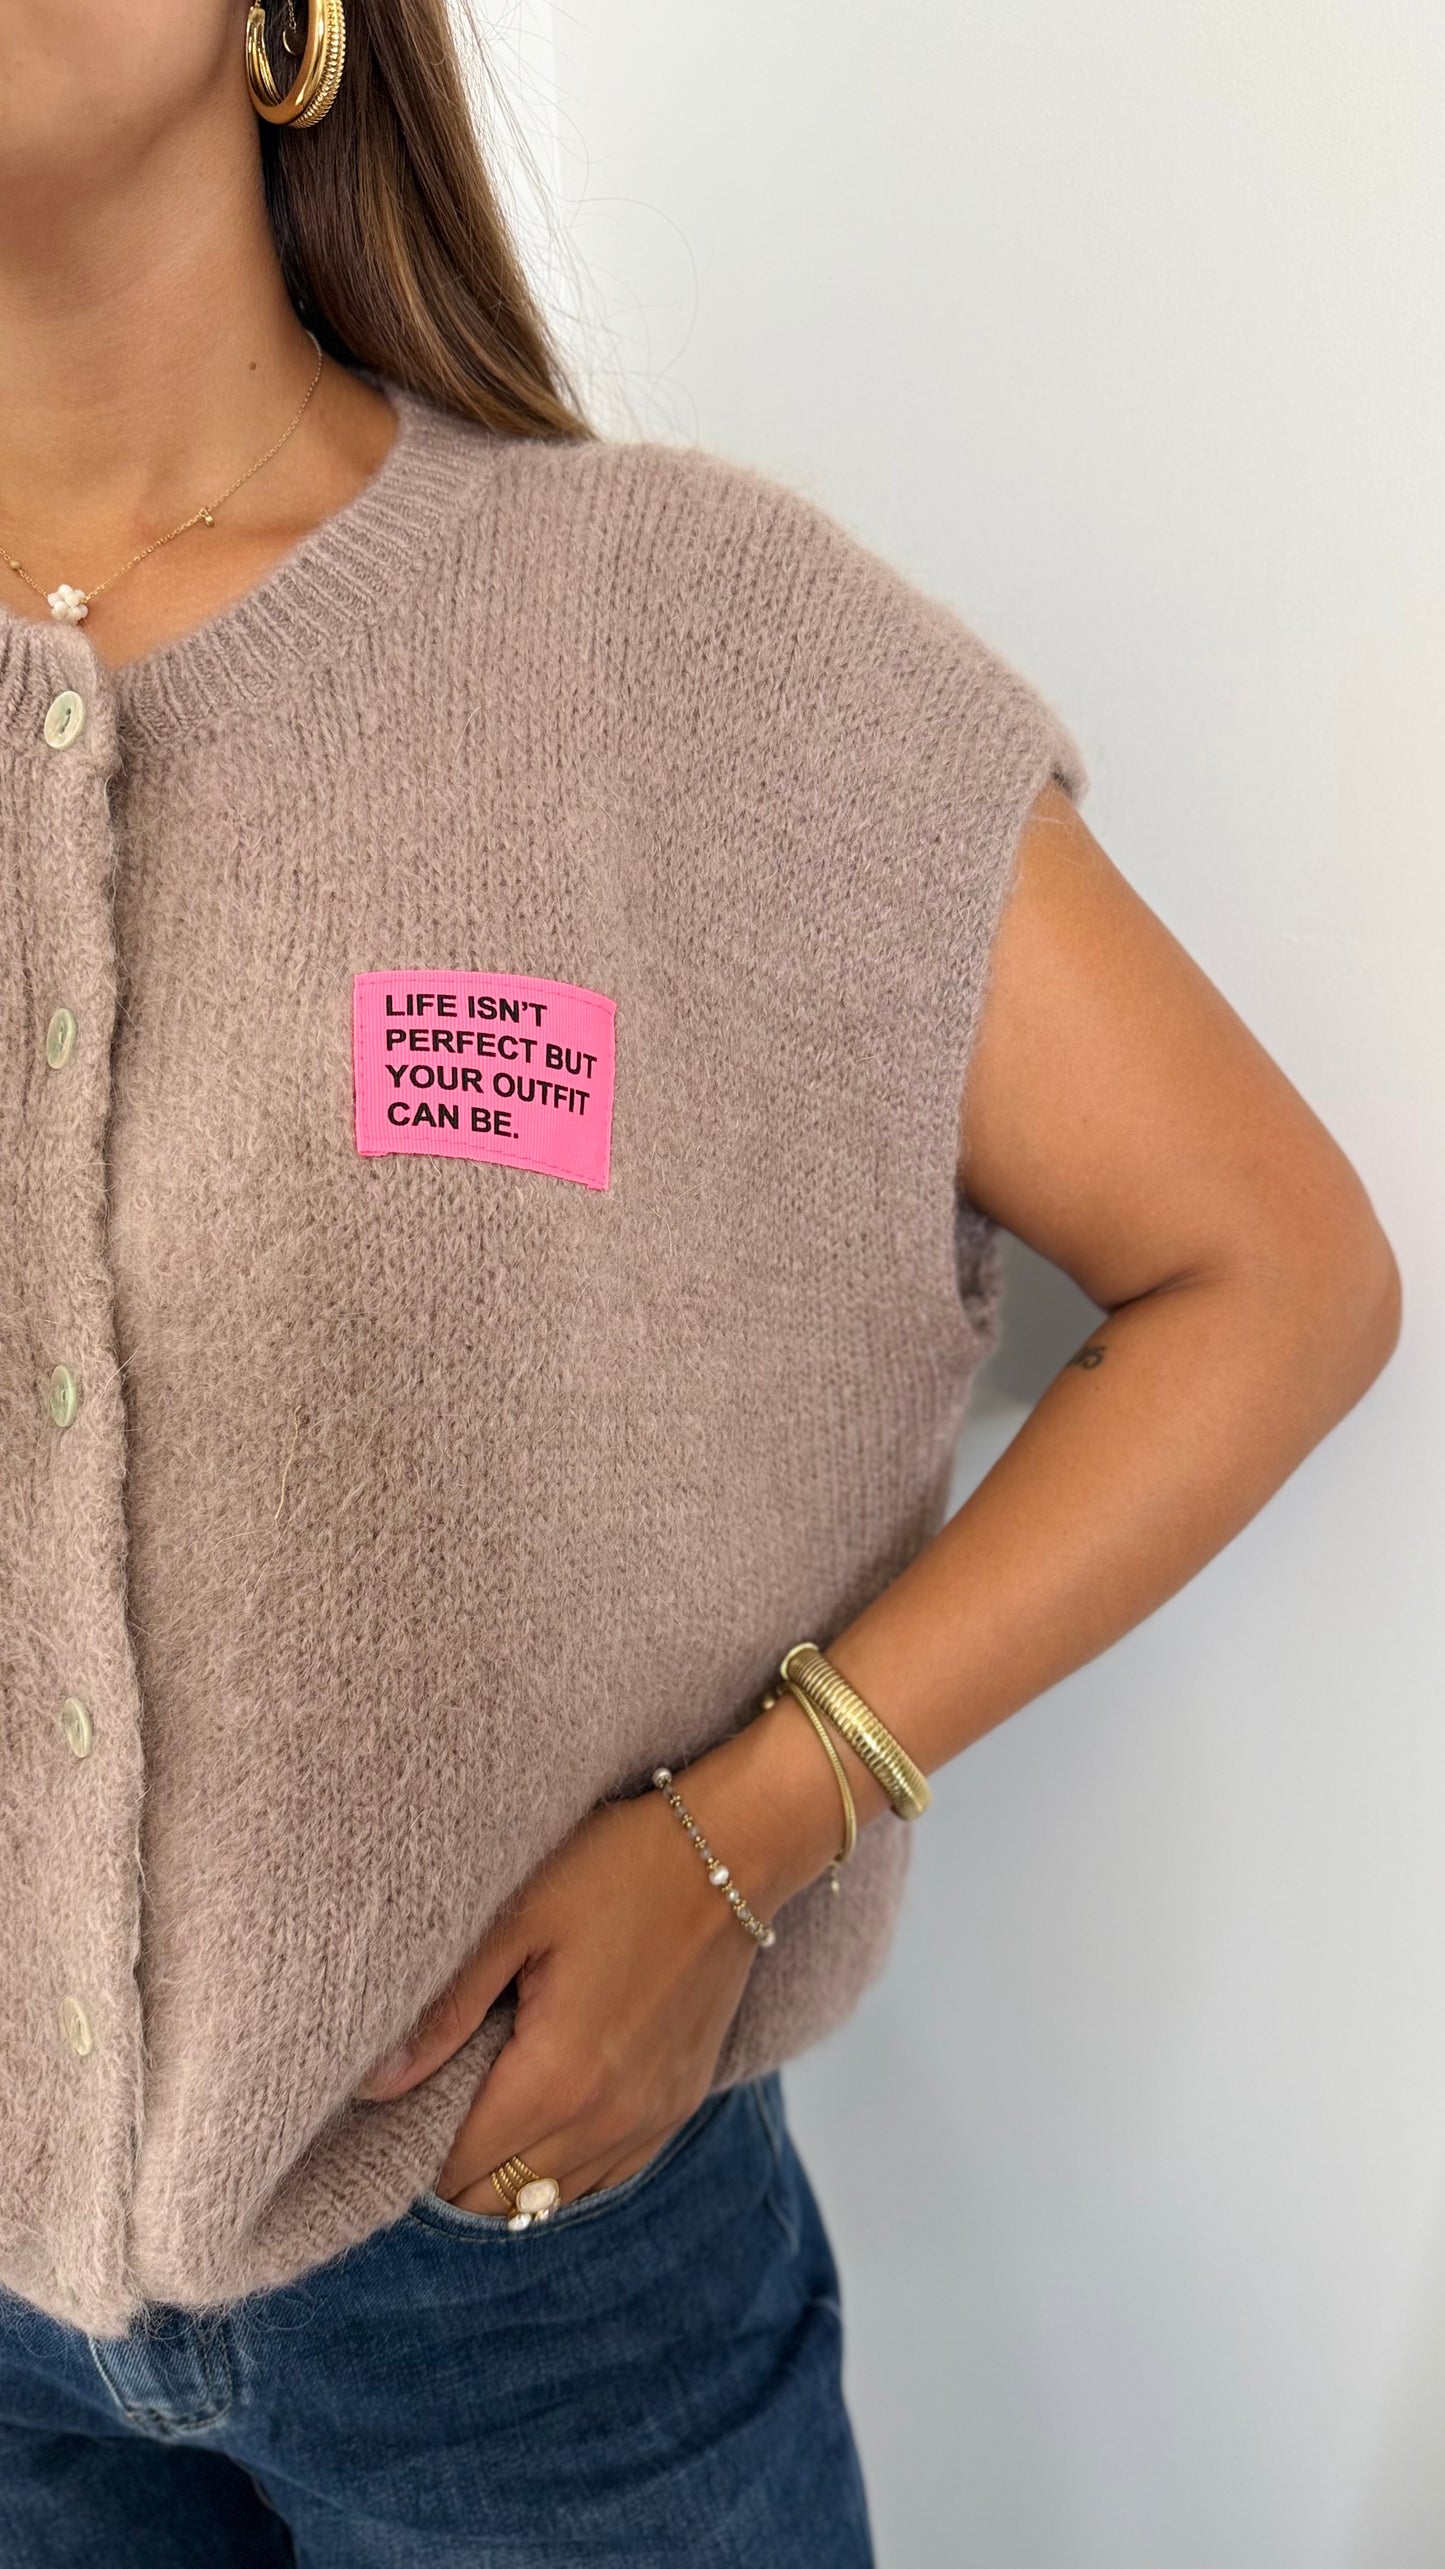 LIFE ISN’T
PERFECT BUT
YOUR OUTFIT
CAN BE.